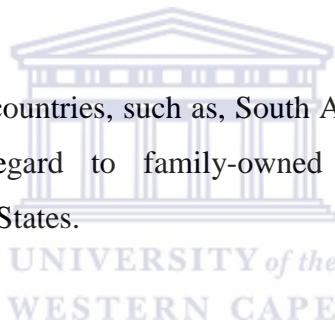 countries, such as, South A
egard to family-owned
States.
UNIVERSITY of the
WESTERN CAPE